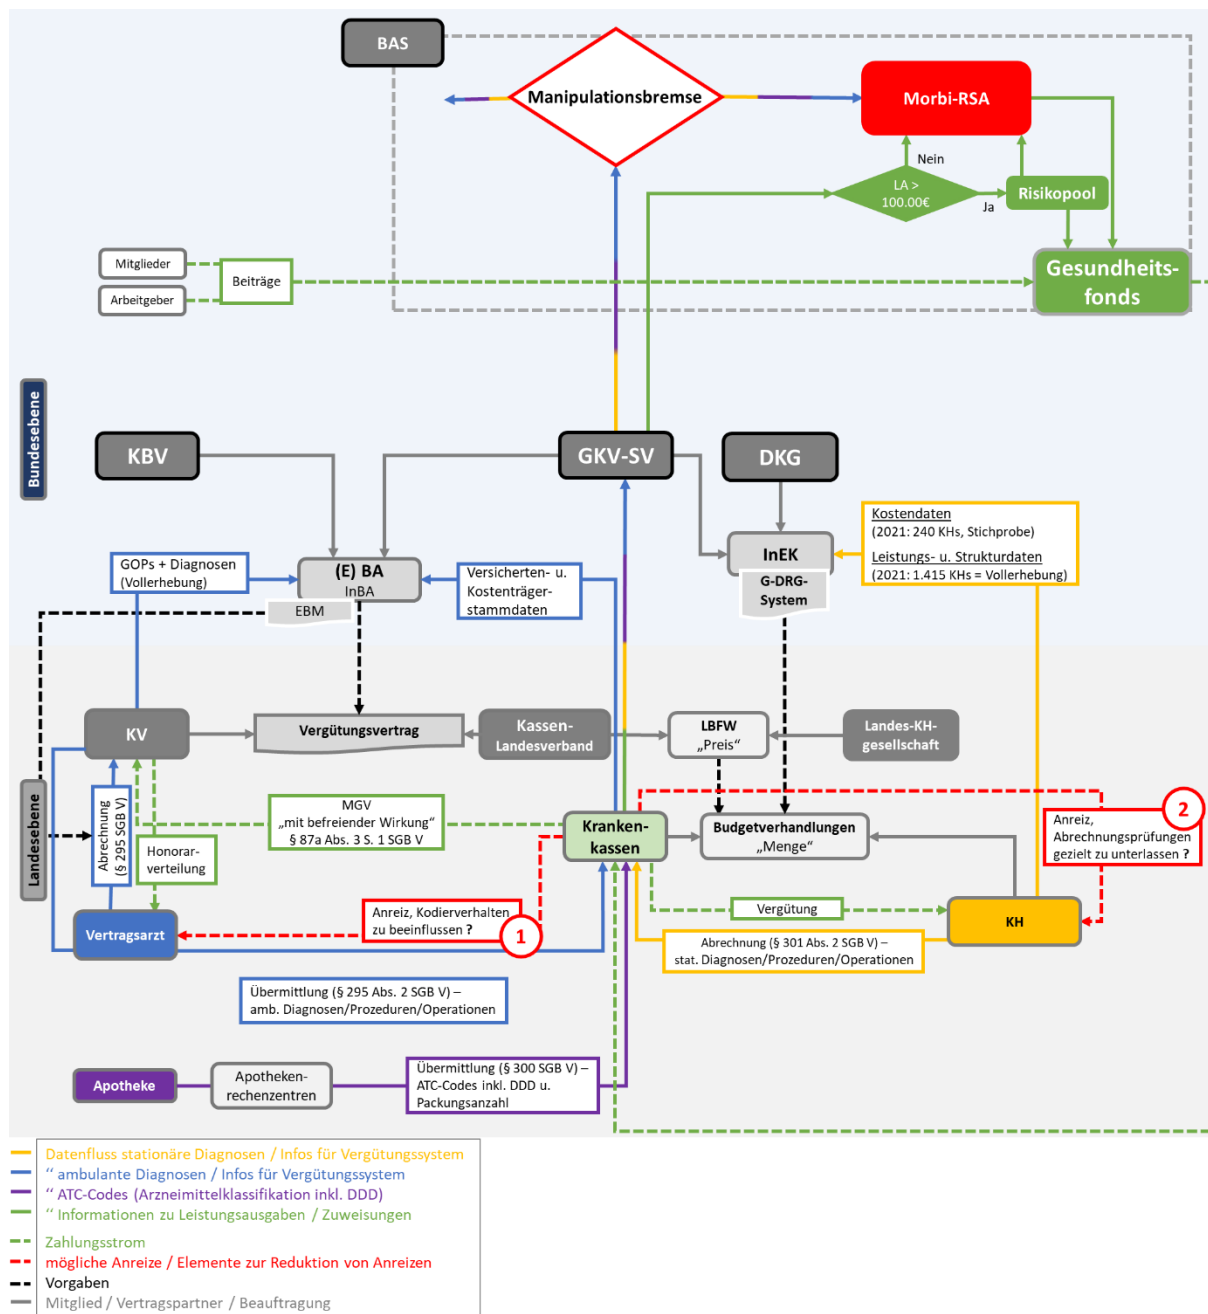 BAS
Manipulationsbremse
Morbi-RSA
Nein
LA >
100.00€
Ja
Risikopool
Mitglieder
Arbeitgeber
Beiträge
Gesundheits-
fonds
Bundesebene
KBV
GKV-SV
DKG
Kostendaten
(2021: 240 KHs, Stichprobe)
Leistungs- u. Strukturdaten
(2021: 1.415 KHs = Vollerhebung)
GOPs + Diagnosen
(Vollerhebung)
(E) BA
InBA
EBM
Versicherten- u.
Kostenträger-
stammdaten
InEK
G-DRG-
System
KV
Vergütungsvertrag
Kassen-
Landesverband
LBFW
„Preis“
Landes-KH-
gesellschaft
Landesebene
Abrechnung
(§ 295 SGB V)
Honorar-
verteilung
MGV
„mit befreiender Wirkung“
§ 87a Abs. 3 S. 1 SGB V
Kranken-
kassen
Budgetverhandlungen
„Menge“
2
Anreiz,
Abrechnungsprüfungen
gezielt zu unterlassen ?
Vertragsarzt
Anreiz, Kodierverhalten
zu beeinflussen ?
1
Vergütung
KH
Abrechnung (§ 301 Abs. 2 SGB V) –
stat. Diagnosen/Prozeduren/Operationen
Übermittlung (§ 295 Abs. 2 SGB V) –
amb. Diagnosen/Prozeduren/Operationen
Apotheke
Apotheken-
rechenzentren
Übermittlung (§ 300 SGB V) –
ATC-Codes inkl. DDD u.
Packungsanzahl
Datenfluss stationäre Diagnosen / Infos für Vergütungssystem
“ ambulante Diagnosen / Infos für Vergütungssystem
“ ATC-Codes (Arzneimittelklassifikation inkl. DDD)
“ Informationen zu Leistungsausgaben / Zuweisungen
Zahlungsstrom
mögliche Anreize / Elemente zur Reduktion von Anreizen
Vorgaben
Mitglied / Vertragspartner / Beauftragung